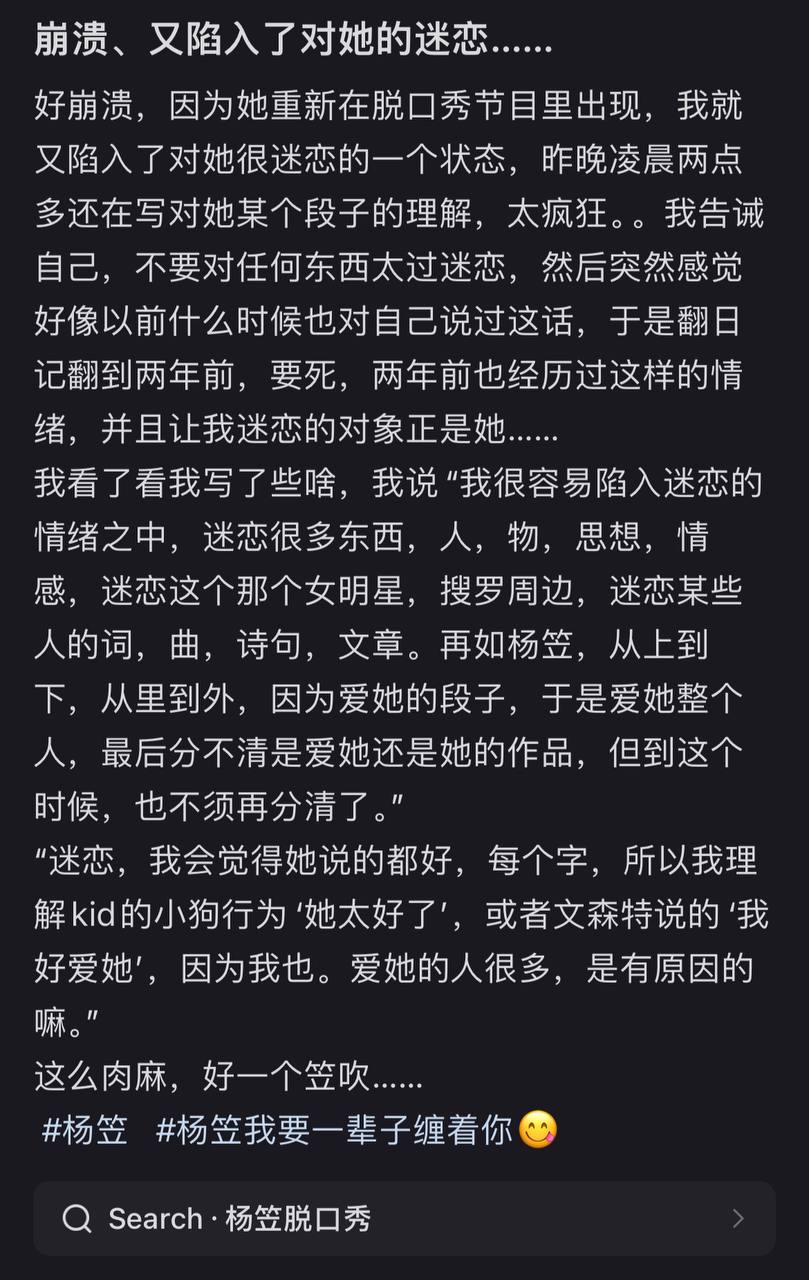 崩溃、又陷入了对她的迷恋……
好崩溃，因为她重新在脱口秀节目里出现，我就
又陷入了对她很迷恋的一个状态，昨晚凌晨两点
多还在写对她某个段子的理解，太疯狂。。我告诫
自己，不要对任何东西太过迷恋，然后突然感觉
好像以前什么时候也对自己说过这话，于是翻日
记翻到两年前，要死，两年前也经历过这样的情
绪，并且让我迷恋的对象正是她……
我看了看我写了些啥，我说“我很容易陷入迷恋的
情绪之中，迷恋很多东西，人，物，思想，情
感，迷恋这个那个女明星，搜罗周边，迷恋某些
人的词，曲，诗句，文章。再如杨笠，从上到
下，从里到外，因为爱她的段子，于是爱她整个
人，最后分不清是爱她还是她的作品，但到这个
时候，也不须再分清了。”
“迷恋，我会觉得她说的都好，每个字，所以我理
解kid的小狗行为‘她太好了’，或者文森特说的‘我
好爱她’，因为我也。爱她的人很多，是有原因的
嘛。”
这么肉麻，好一个笠吹……
#杨笠 #杨笠我要一辈子缠着你😋
Search · 杨笠脱口秀